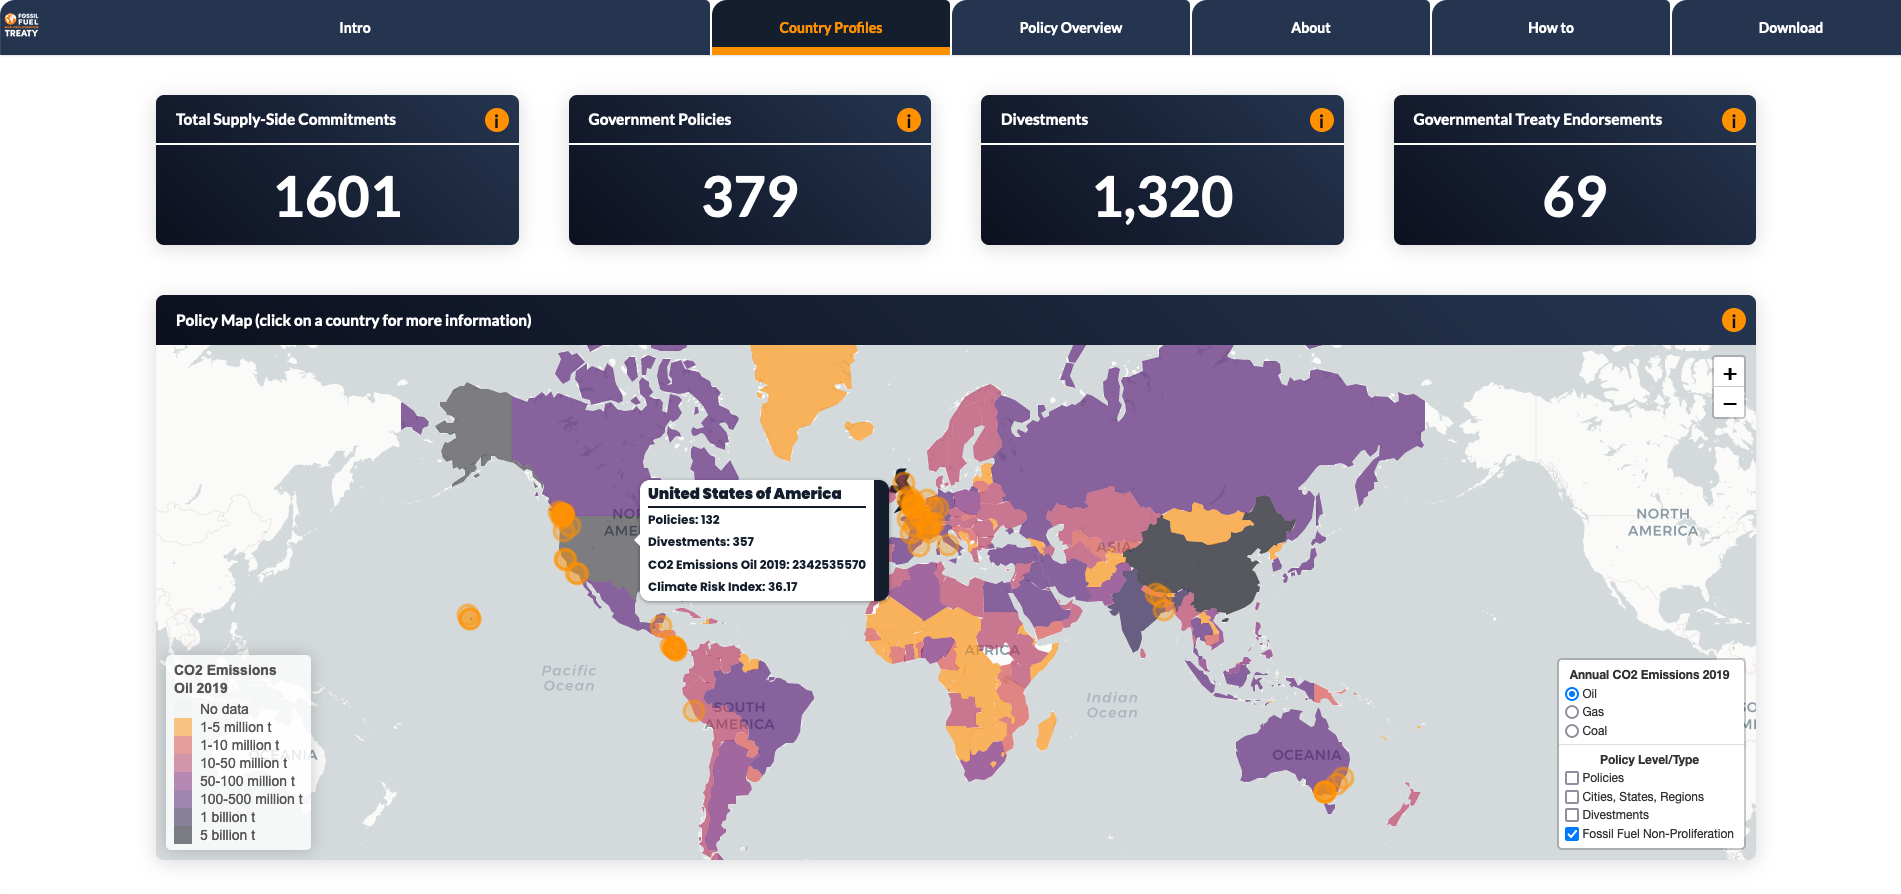 FOSSIL
FUEL
TREATY
Intro
Country Profiles
Policy Overview
About
How to
Download
Total Supply-Side Commitments
i
1601
Government Policies
i
379
Divestments
i
1,320
Governmental Treaty Endorsements
i
69
Policy Map (click on a country for more information)
i
+
−
United States of America
Policies: 132
Divestments: 357
CO2 Emissions Oil 2019: 2342535570
Climate Risk Index: 36.17
NORTH
AMERICA
ASIA
AFRICA
Pacific
Ocean
Indian
Ocean
SOUTH
AMERICA
OCEANIA
CO2 Emissions
Oil 2019
No data
1-5 million t
1-10 million t
10-50 million t
50-100 million t
100-500 million t
1 billion t
5 billion t
Annual CO2 Emissions 2019
Oil
Gas
Coal
Policy Level/Type
Policies
Cities, States, Regions
Divestments
Fossil Fuel Non-Proliferation